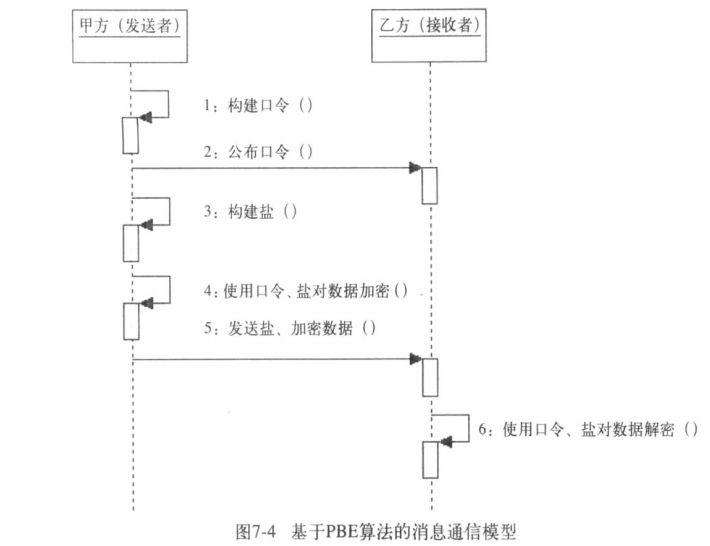 甲方（发送者）
乙方（接收者）
1：构建口令（）
2：公布口令（）
3：构建盐（）
4：使用口令、盐对数据加密（）
5：发送盐、加密数据（）
6：使用口令、盐对数据解密（）
图7-4 基于PBE算法的消息通信模型